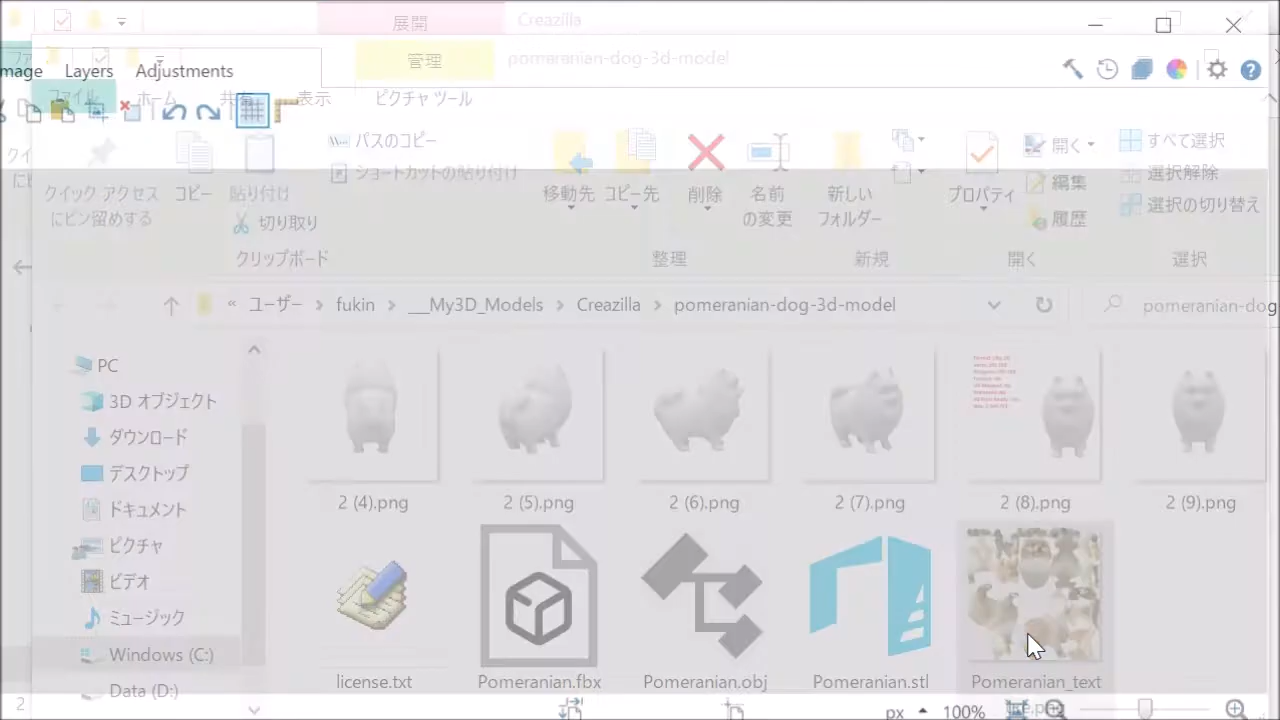 展開
Creazilla
管理
pomeranian-dog-3d-model
mage Layers Adjustments
ファイル
ホーム
共有
表示
ピクチャ ツール
クイック アクセス
にピン留めする
コピー
貼り付け
パスのコピー
ショートカットの貼り付け
切り取り
クリップボード
移動先
コピー先
削除
名前
の変更
整理
新しい
フォルダー
新規
プロパティ
開く
編集
履歴
開く
すべて選択
選択解除
選択の切り替え
選択
« ユーザー › fukin › __My3D_Models › Creazilla › pomeranian-dog-3d-model
pomeranian-dog
PC
3D オブジェクト
ダウンロード
デスクトップ
ドキュメント
ピクチャ
ビデオ
ミュージック
Windows (C:)
Data (D:)
2 (4).png
2 (5).png
2 (6).png
2 (7).png
2 (8).png
2 (9).png
license.txt
Pomeranian.fbx
Pomeranian.obj
Pomeranian.stl
Pomeranian_text
2
px
100%